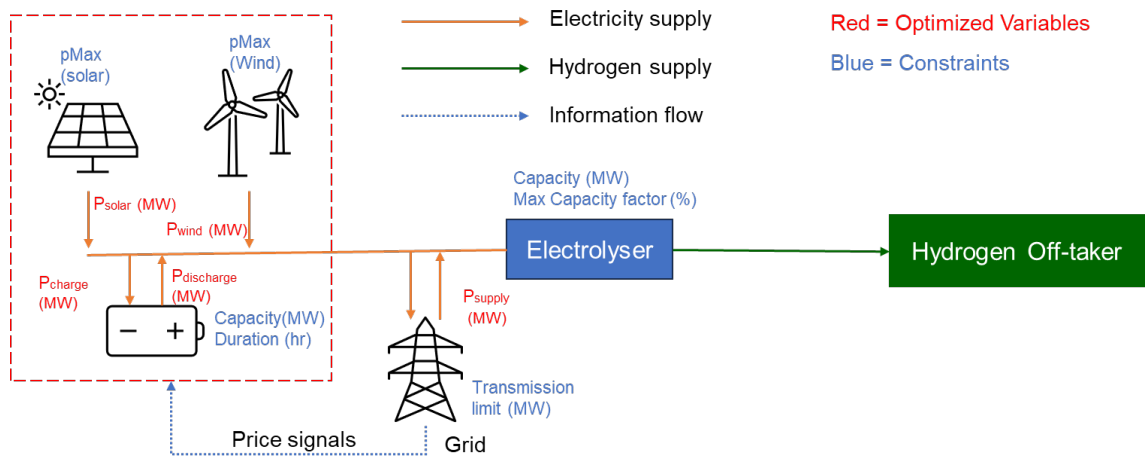 Electricity supply
Hydrogen supply
Information flow
Red = Optimized Variables
Blue = Constraints
pMax
(solar)
pMax
(Wind)
Psolar (MW)
Pwind (MW)
Pcharge
(MW)
Pdischarge
(MW)
Capacity(MW)
Duration (hr)
Capacity (MW)
Max Capacity factor (%)
Electrolyser
Hydrogen Off-taker
Psupply
(MW)
Transmission
limit (MW)
Price signals
Grid